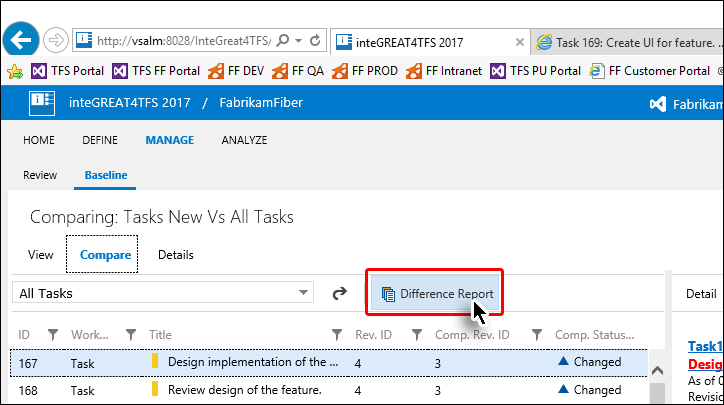 http://vsalm:8028/InteGreat4TFS/ inteGREAT4TFS 2017 Task 169: Create UI for feature. ...
TFS Portal TFS FF Portal FF DEV FF QA FF PROD FF Intranet TFS PU Portal FF Customer Portal
inteGREAT4TFS 2017 / FabrikamFiber Fabrikam
HOME DEFINE MANAGE ANALYZE
Review Baseline
Comparing: Tasks New Vs All Tasks
View Compare Details
All Tasks Difference Report Detail
ID Work... Title Rev. ID Comp. Rev. ID Comp. Status...
167 Task Design implementation of the ... 4 3 Changed
Task1
Desig
168 Task Review design of the feature. 4 3 Changed
As of 0
Revisio